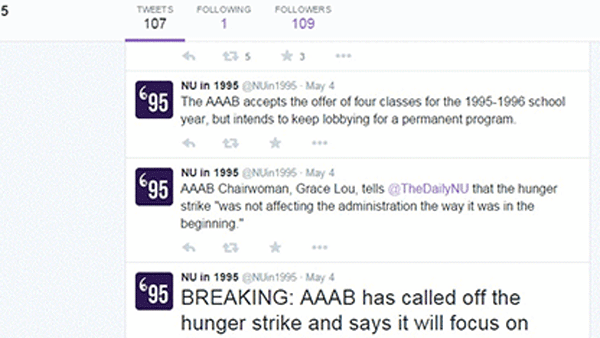 5
TWEETS FOLLOWING FOLLOWERS
107 1 109
5 3
NU in 1995 @NUin1995 · May 4
'95
The AAAB accepts the offer of four classes for the 1995-1996 school
year, but intends to keep lobbying for a permanent program.
NU in 1995 @NUin1995 · May 4
'95
AAAB Chairwoman, Grace Lou, tells @TheDailyNU that the hunger
strike "was not affecting the administration the way it was in the
beginning."
NU in 1995 @NUin1995 · May 4
'95
BREAKING: AAAB has called off the
hunger strike and says it will focus on